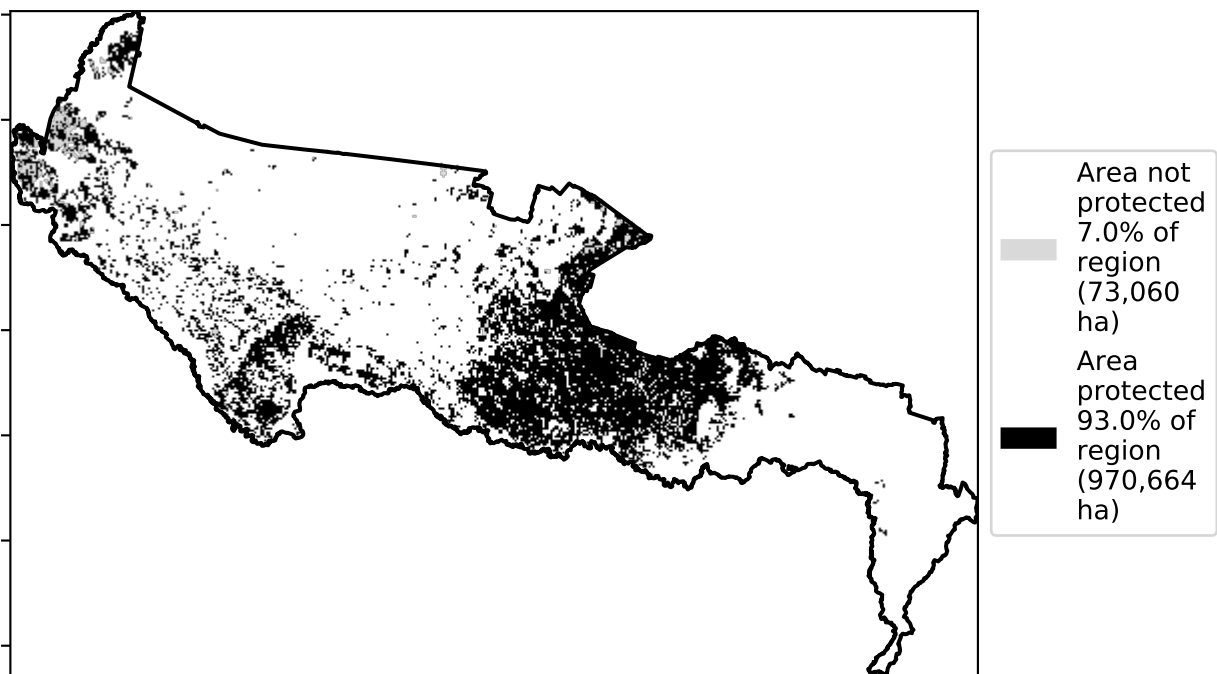 Area not
protected
7.0% of
region
(73,060
ha)
Area
protected
93.0% of
region
(970,664
ha)